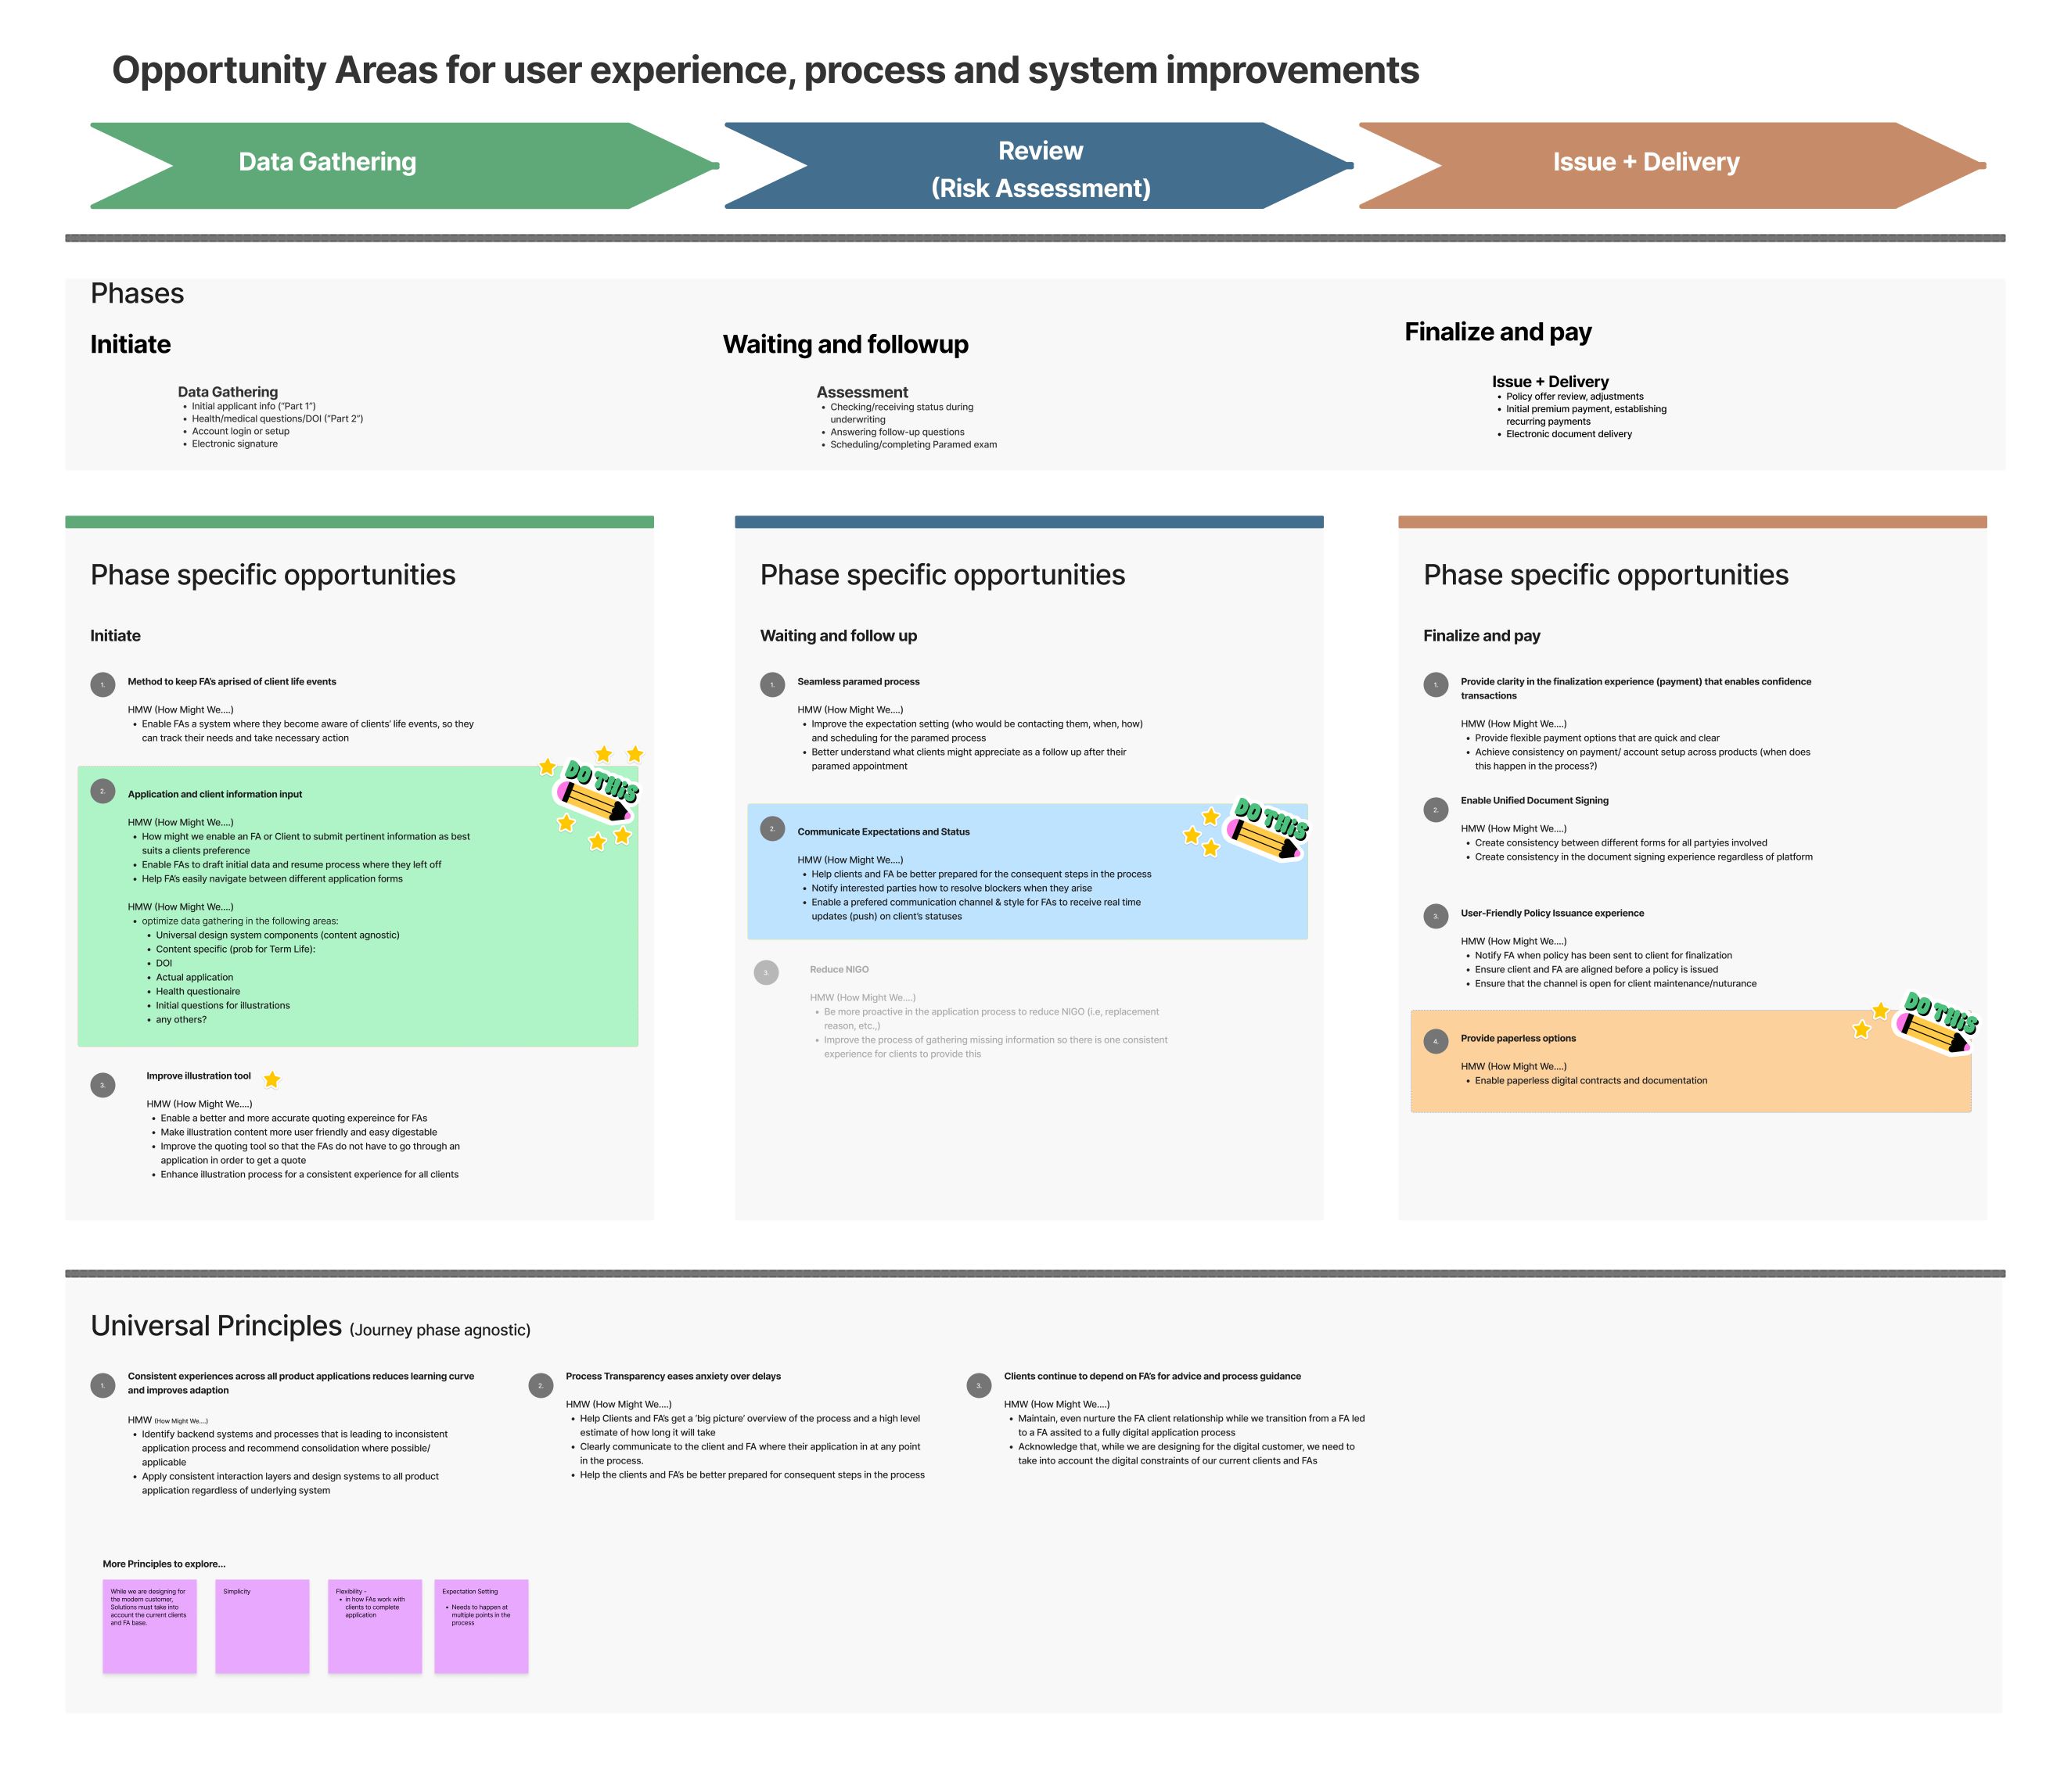 Opportunity Areas for user experience, process and system improvements
Data Gathering
Review
(Risk Assessment)
Issue + Delivery
Phases
Initiate
Data Gathering
• Initial applicant info ("Part 1")
• Health/medical questions/DOI ("Part 2")
• Account login or setup
• Electronic signature
Waiting and followup
Assessment
• Checking/receiving status during
underwriting
• Answering follow-up questions
• Scheduling/completing Paramed exam
Finalize and pay
Issue + Delivery
• Policy offer review, adjustments
• Initial premium payment, establishing
recurring payments
• Electronic document delivery
Phase specific opportunities
Initiate
1.
Method to keep FA's aprised of client life events
HMW (How Might We....)
• Enable FAs a system where they become aware of clients' life events, so they
can track their needs and take necessary action
DO THIS
2.
Application and client information input
HMW (How Might We....)
• How might we enable an FA or Client to submit pertinent information as best
suits a clients preference
• Enable FAs to draft initial data and resume process where they left off
• Help FA's easily navigate between different application forms
HMW (How Might We....)
• optimize data gathering in the following areas:
• Universal design system components (content agnostic)
• Content specific (prob for Term Life):
• DOI
• Actual application
• Health questionaire
• Initial questions for illustrations
• any others?
3.
Improve illustration tool
HMW (How Might We....)
• Enable a better and more accurate quoting expereince for FAs
• Make illustration content more user friendly and easy digestable
• Improve the quoting tool so that the FAs do not have to go through an
application in order to get a quote
• Enhance illustration process for a consistent experience for all clients
Phase specific opportunities
Waiting and follow up
1.
Seamless paramed process
HMW (How Might We....)
• Improve the expectation setting (who would be contacting them, when, how)
and scheduling for the paramed process
• Better understand what clients might appreciate as a follow up after their
paramed appointment
DO THIS
2.
Communicate Expectations and Status
HMW (How Might We....)
• Help clients and FA be better prepared for the consequent steps in the process
• Notify interested parties how to resolve blockers when they arise
• Enable a prefered communication channel & style for FAs to receive real time
updates (push) on client's statuses
3.
Reduce NIGO
HMW (How Might We....)
• Be more proactive in the application process to reduce NIGO (i.e, replacement
reason, etc.,)
• Improve the process of gathering missing information so there is one consistent
experience for clients to provide this
Phase specific opportunities
Finalize and pay
1.
Provide clarity in the finalization experience (payment) that enables confidence
transactions
HMW (How Might We....)
• Provide flexible payment options that are quick and clear
• Achieve consistency on payment/ account setup across products (when does
this happen in the process?)
2.
Enable Unified Document Signing
HMW (How Might We....)
• Create consistency between different forms for all partyies involved
• Create consistency in the document signing experience regardless of platform
3.
User-Friendly Policy Issuance experience
HMW (How Might We....)
• Notify FA when policy has been sent to client for finalization
• Ensure client and FA are aligned before a policy is issued
• Ensure that the channel is open for client maintenance/nuturance
DO THIS
4.
Provide paperless options
HMW (How Might We....)
• Enable paperless digital contracts and documentation
Universal Principles (Journey phase agnostic)
1.
Consistent experiences across all product applications reduces learning curve
and improves adaption
HMW (How Might We....)
• Identify backend systems and processes that is leading to inconsistent
application process and recommend consolidation where possible/
applicable
• Apply consistent interaction layers and design systems to all product
application regardless of underlying system
2.
Process Transparency eases anxiety over delays
HMW (How Might We....)
• Help Clients and FA's get a 'big picture' overview of the process and a high level
estimate of how long it will take
• Clearly communicate to the client and FA where their application in at any point
in the process.
• Help the clients and FA's be better prepared for consequent steps in the process
3.
Clients continue to depend on FA's for advice and process guidance
HMW (How Might We....)
• Maintain, even nurture the FA client relationship while we transition from a FA led
to a FA assited to a fully digital application process
• Acknowledge that, while we are designing for the digital customer, we need to
take into account the digital constraints of our current clients and FAs
More Principles to explore...
While we are designing for
the modern customer,
Solutions must take into
account the current clients
and FA base.
Simplicity
Flexibility -
• in how FAs work with
clients to complete
application
Expectation Setting
• Needs to happen at
multiple points in the
process